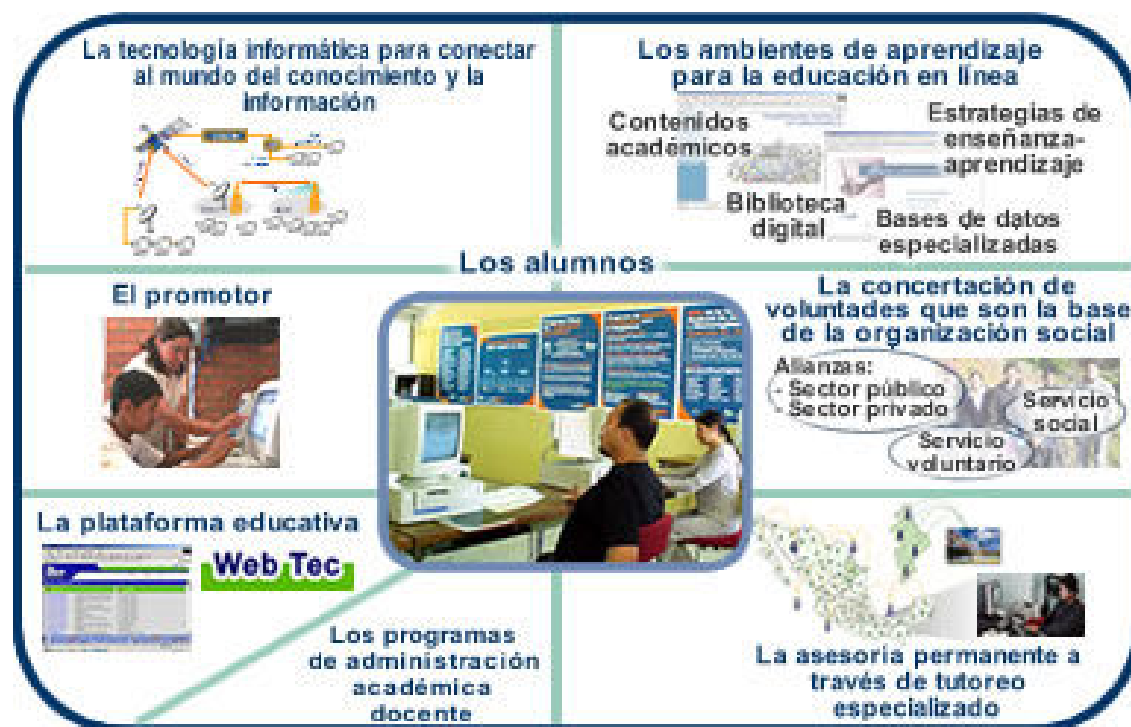 La tecnología informática para conectar
al mundo del conocimiento y la
información
Los ambientes de aprendizaje
para la educación en línea
Contenidos
académicos
Estrategias de
enseñanza-
aprendizaje
Biblioteca
digital
Bases de datos
especializadas
Los alumnos
El promotor
La concertación de
voluntades que son la base
de la organización social
Alianzas:
- Sector público
- Sector privado
Servicio
social
Servicio
voluntario
La plataforma educativa
Web Tec
Los programas
de administración
académica
docente
La asesoría permanente a
través de tutoreo
especializado